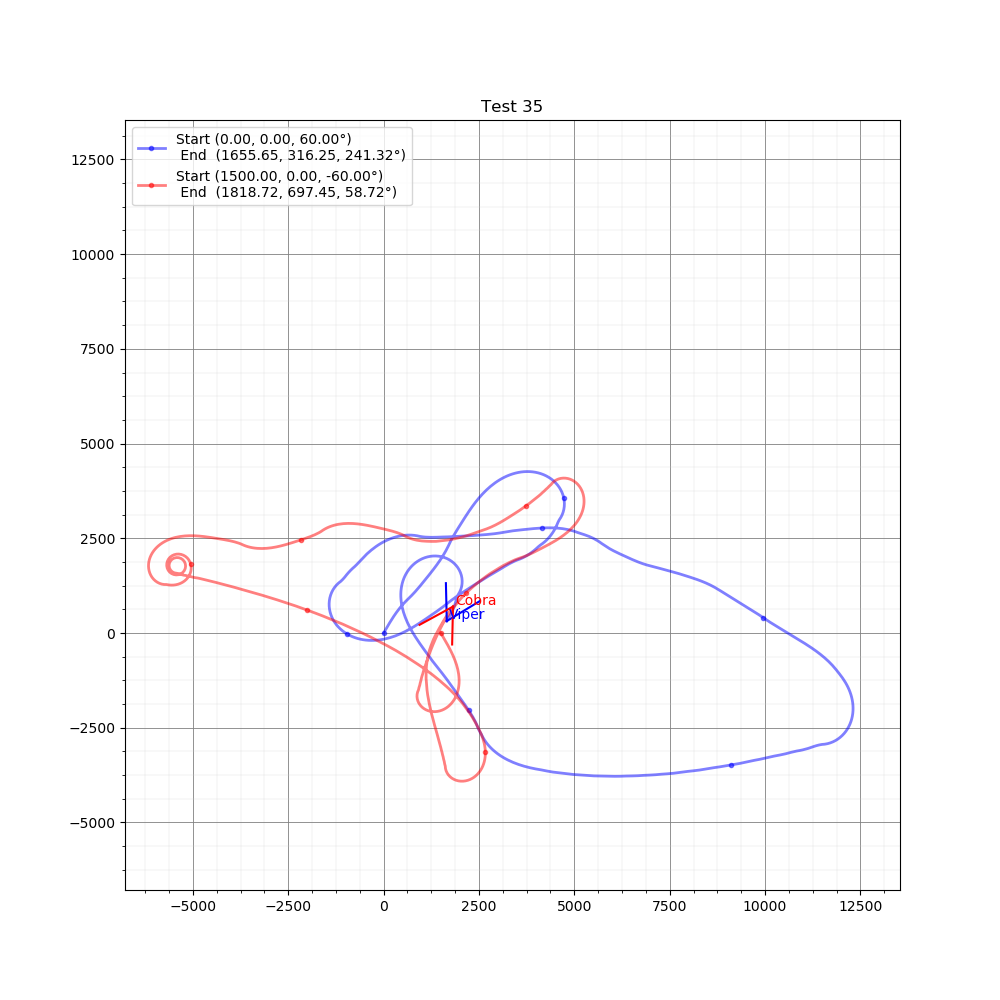 Test 35
Start (0.00, 0.00, 60.00°)
End (1655.65, 316.25, 241.32°)
Start (1500.00, 0.00, -60.00°)
End (1818.72, 697.45, 58.72°)
12500
10000
7500
5000
2500
0
−2500
−5000
Cobra
Viper
−5000 −2500 0 2500 5000 7500 10000 12500